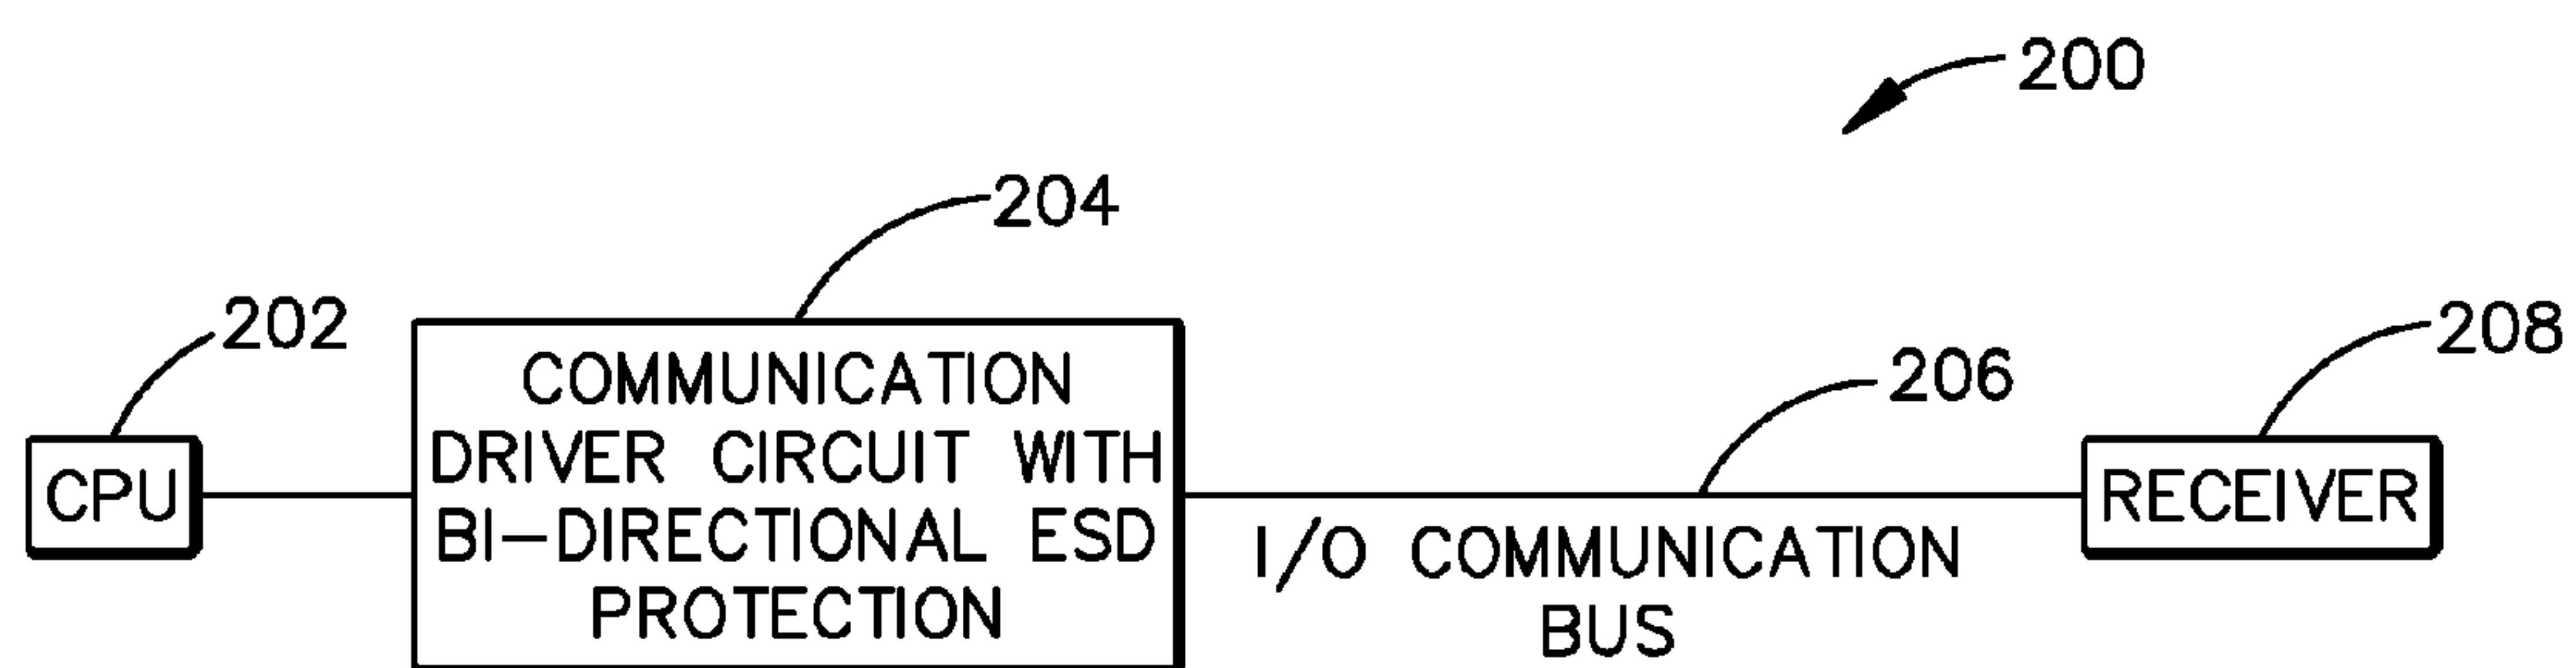 200
204
202
COMMUNICATION
DRIVER CIRCUIT WITH
BI-DIRECTIONAL ESD
PROTECTION
CPU
206
I/O COMMUNICATION
BUS
208
RECEIVER